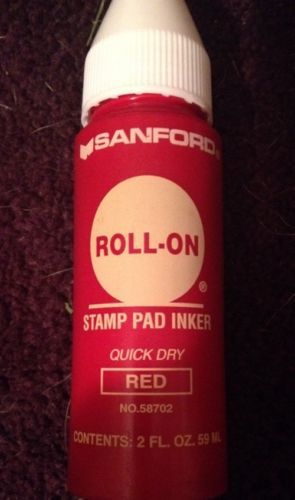 SANFORD®
ROLL-ON
®
STAMP PAD INKER
QUICK DRY
RED
NO.58702
CONTENTS: 2 FL. OZ. 59 ML